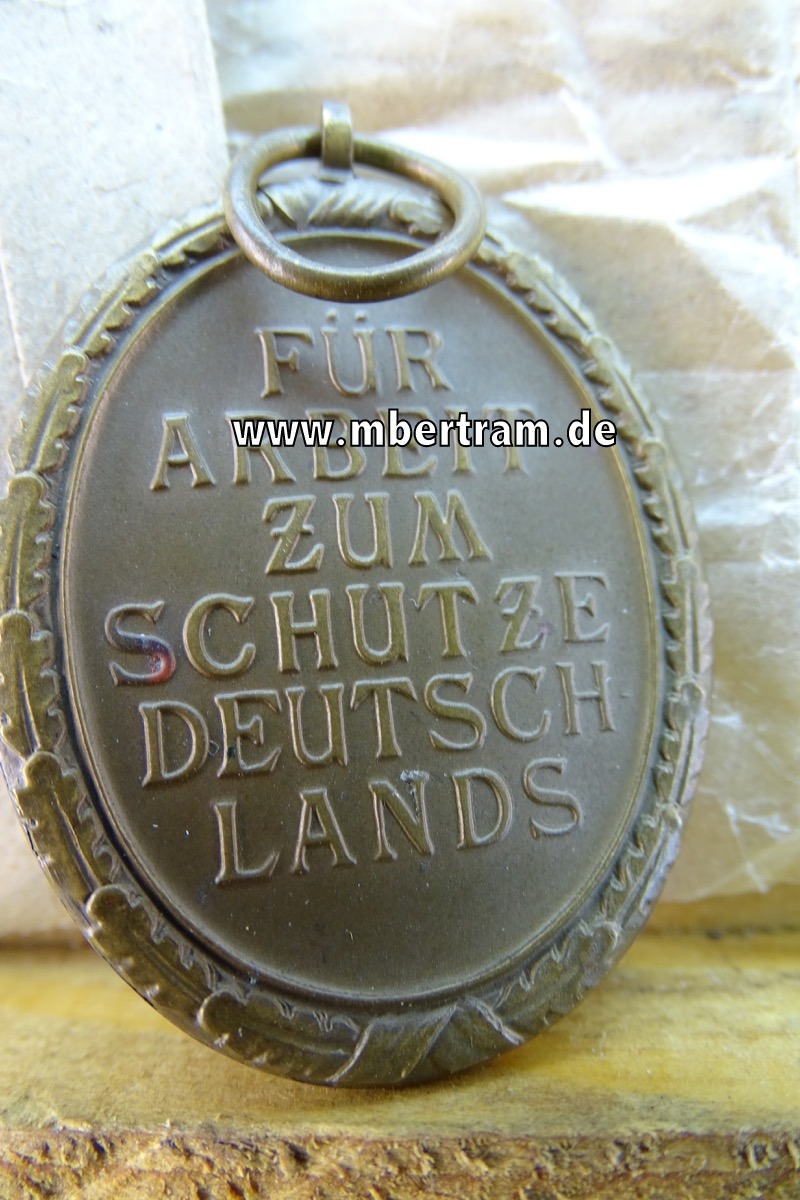 FÜR
ARBEIT
www.mbertram.de
ZUM
SCHUTZE
DEUTSCH-
LANDS